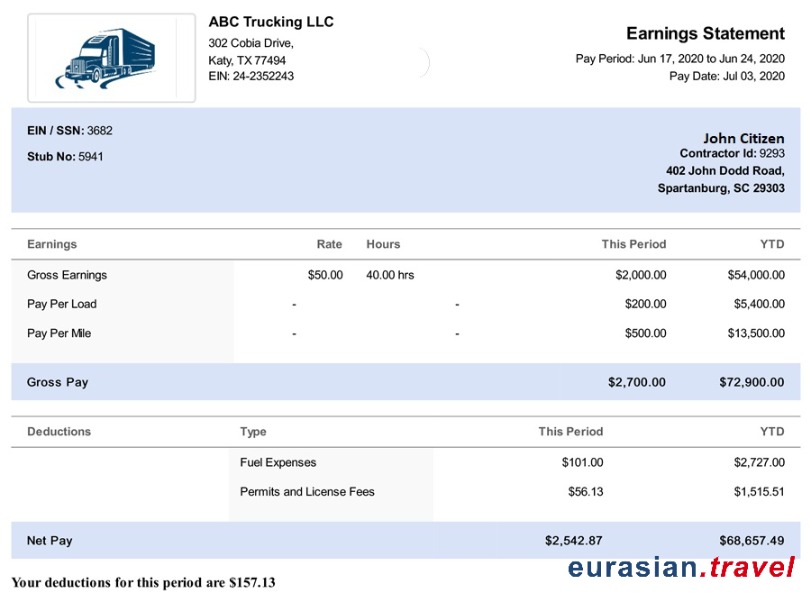 ABC Trucking LLC
302 Cobia Drive,
Katy, TX 77494
EIN: 24-2352243
Earnings Statement
Pay Period: Jun 17, 2020 to Jun 24, 2020
Pay Date: Jul 03, 2020
EIN / SSN: 3682
Stub No: 5941
John Citizen
Contractor Id: 9293
402 John Dodd Road,
Spartanburg, SC 29303
Earnings Rate Hours This Period YTD
Gross Earnings $50.00 40.00 hrs $2,000.00 $54,000.00
Pay Per Load - - $200.00 $5,400.00
Pay Per Mile - - $500.00 $13,500.00
Gross Pay $2,700.00 $72,900.00
Deductions Type This Period YTD
Fuel Expenses $101.00 $2,727.00
Permits and License Fees $56.13 $1,515.51
Net Pay $2,542.87 $68,657.49
eurasian.travel
Your deductions for this period are $157.13